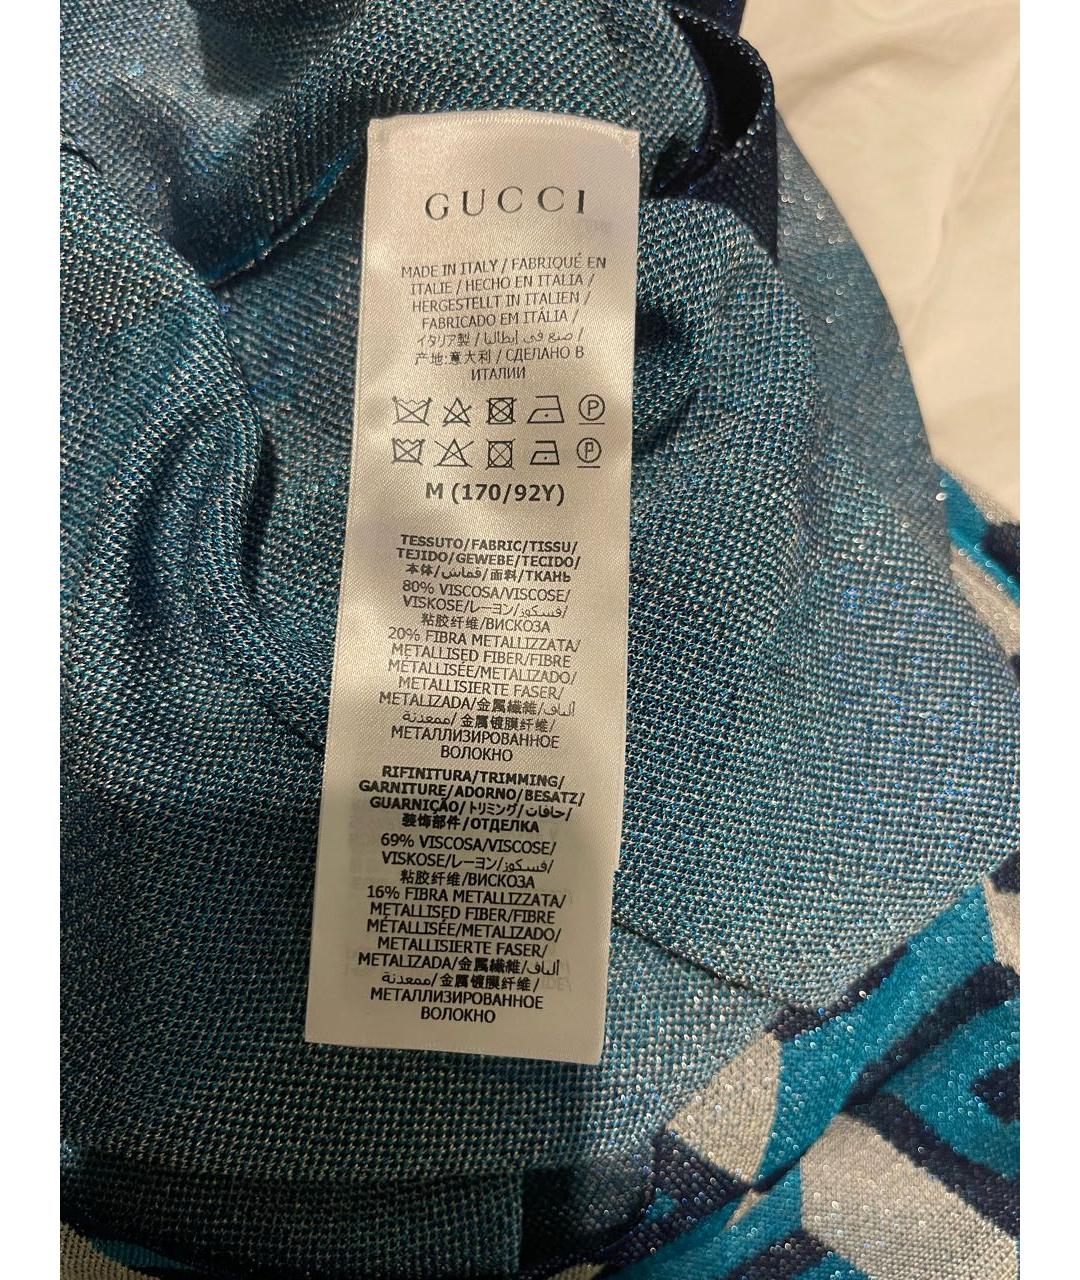 GUCCI
MADE IN ITALY / FABRIQUÉ EN
ITALIE / HECHO EN ITALIA /
HERGESTELLT IN ITALIEN /
FABRICADO EM ITÁLIA /
イタリア製 / صنع في إيطاليا /
产地:意大利 / СДЕЛАНО В
ИТАЛИИ
P
P
M (170/92Y)
TESSUTO/FABRIC/TISSU/
TEJIDO/GEWEBE/TECIDO/
本体/قماش/面料/ТКАНЬ
80% VISCOSA/VISCOSE/
VISKOSE/レーヨン/فسكوز/
粘胶纤维/ВИСКОЗА
20% FIBRA METALLIZZATA/
METALLISED FIBER/FIBRE
MÉTALLISÉE/METALIZADO/
METALLISIERTE FASER/
METALIZADA/金属繊維/ألياف
ممعدنة/金属镀膜纤维/
МЕТАЛЛИЗИРОВАННОЕ
ВОЛОКНО
RIFINITURA/TRIMMING/
GARNITURE/ADORNO/BESATZ/
GUARNIÇÃO/トリミング/حافات/
装饰部件/ОТДЕЛКА
69% VISCOSA/VISCOSE/
VISKOSE/レーヨン/فسكوز/
粘胶纤维/ВИСКОЗА
16% FIBRA METALLIZZATA/
METALLISED FIBER/FIBRE
MÉTALLISÉE/METALIZADO/
METALLISIERTE FASER/
METALIZADA/金属繊維/ألياف
ممعدنة/金属镀膜纤维/
МЕТАЛЛИЗИРОВАННОЕ
ВОЛОКНО